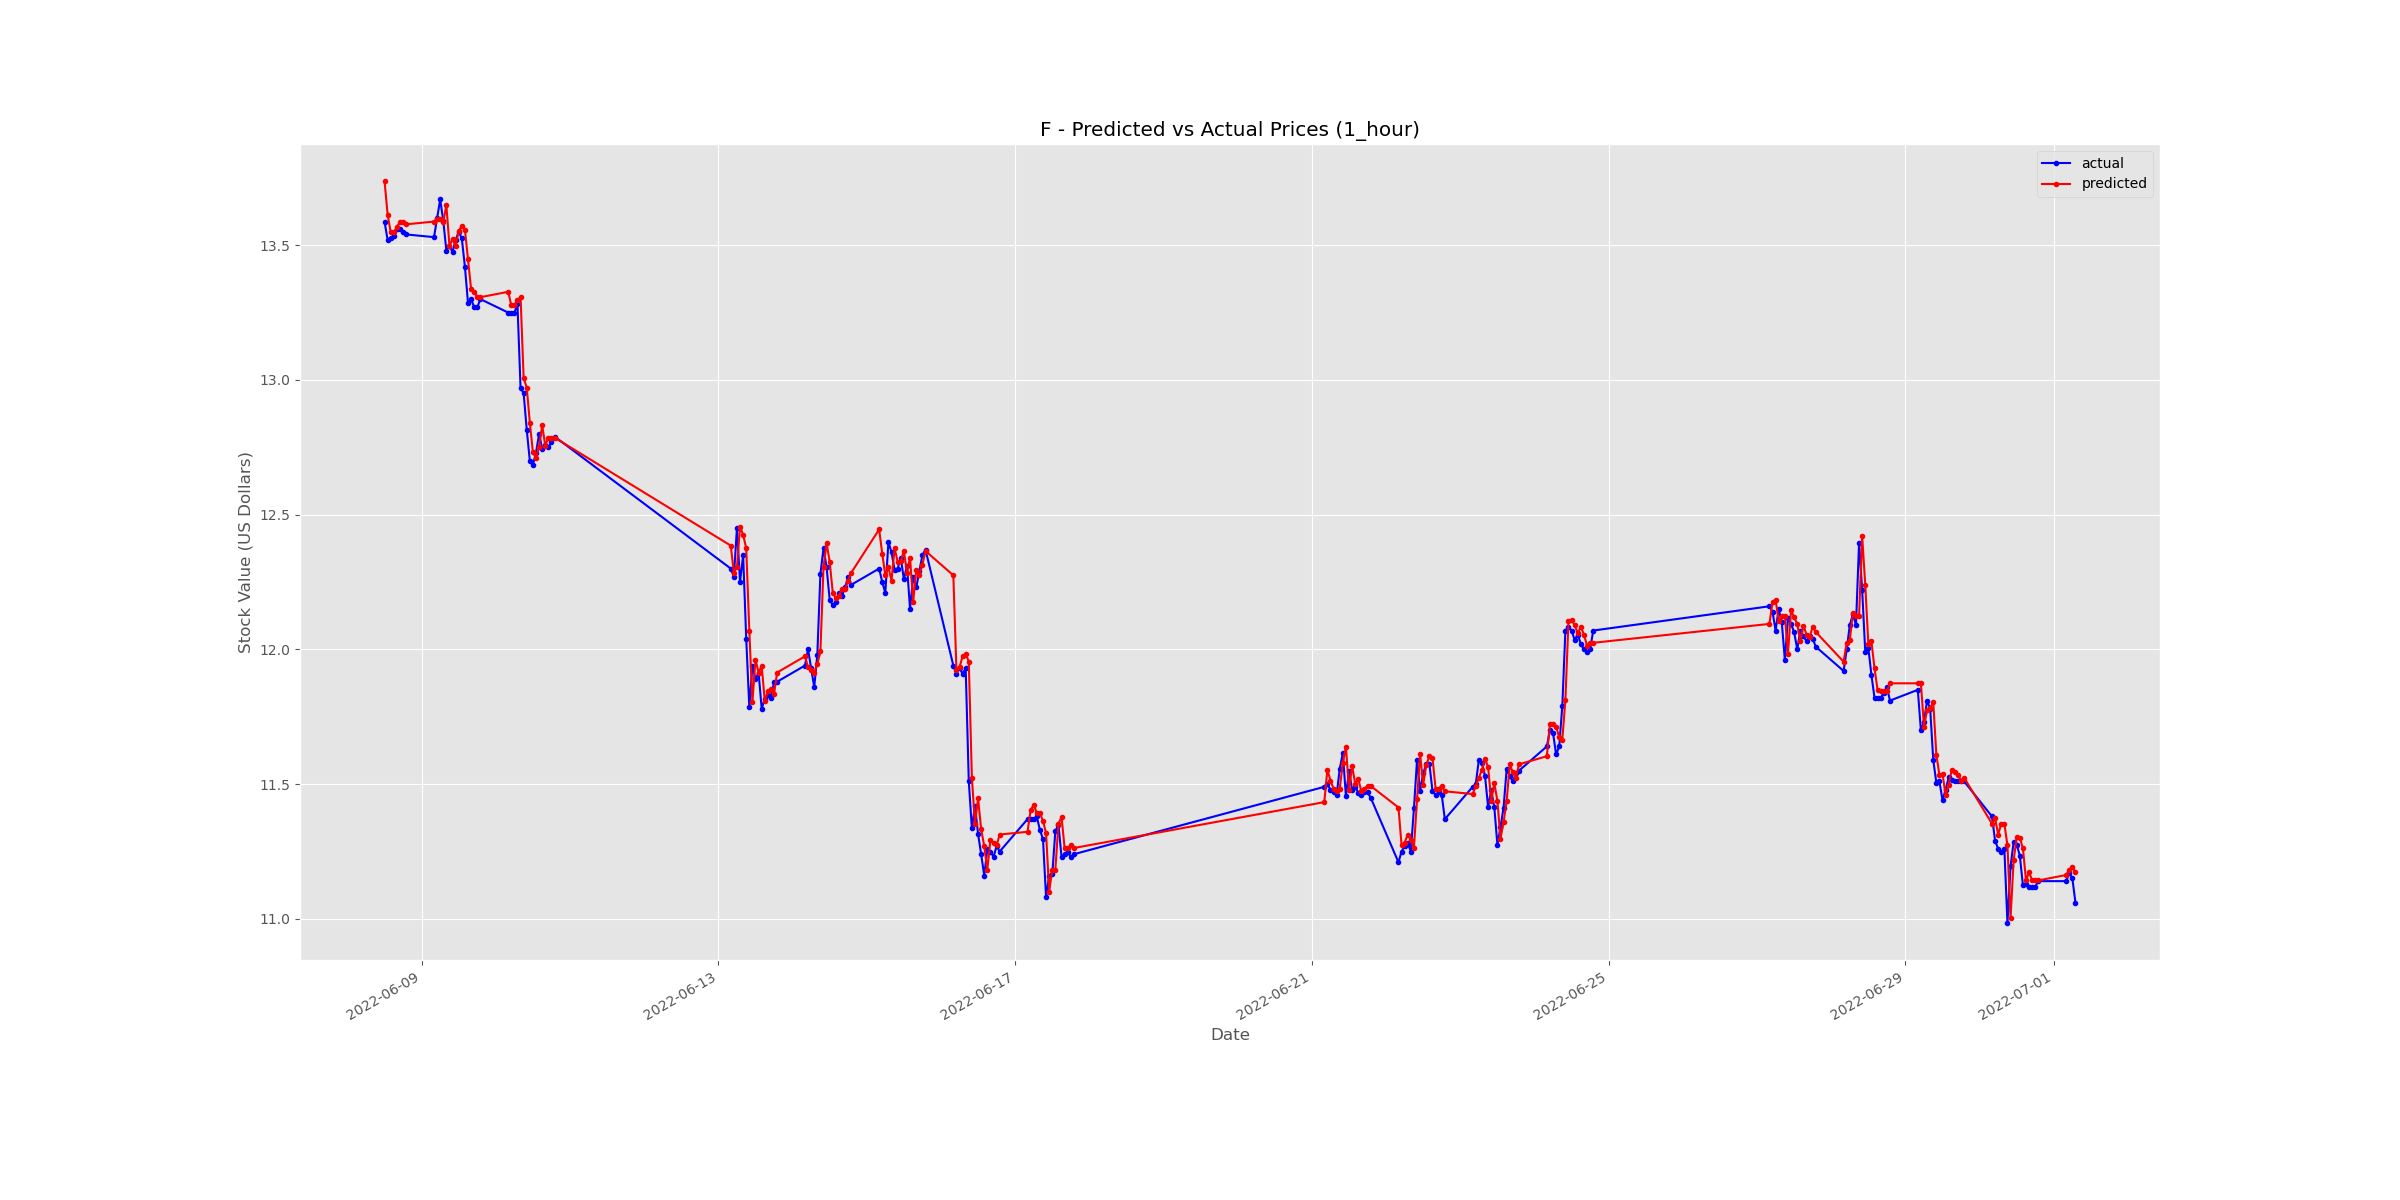 F - Predicted vs Actual Prices (1_hour)
actual
predicted
Stock Value (US Dollars)
13.5
13.0
12.5
12.0
11.5
11.0
2022-06-09
2022-06-13
2022-06-17
2022-06-21
2022-06-25
2022-06-29
2022-07-01
Date